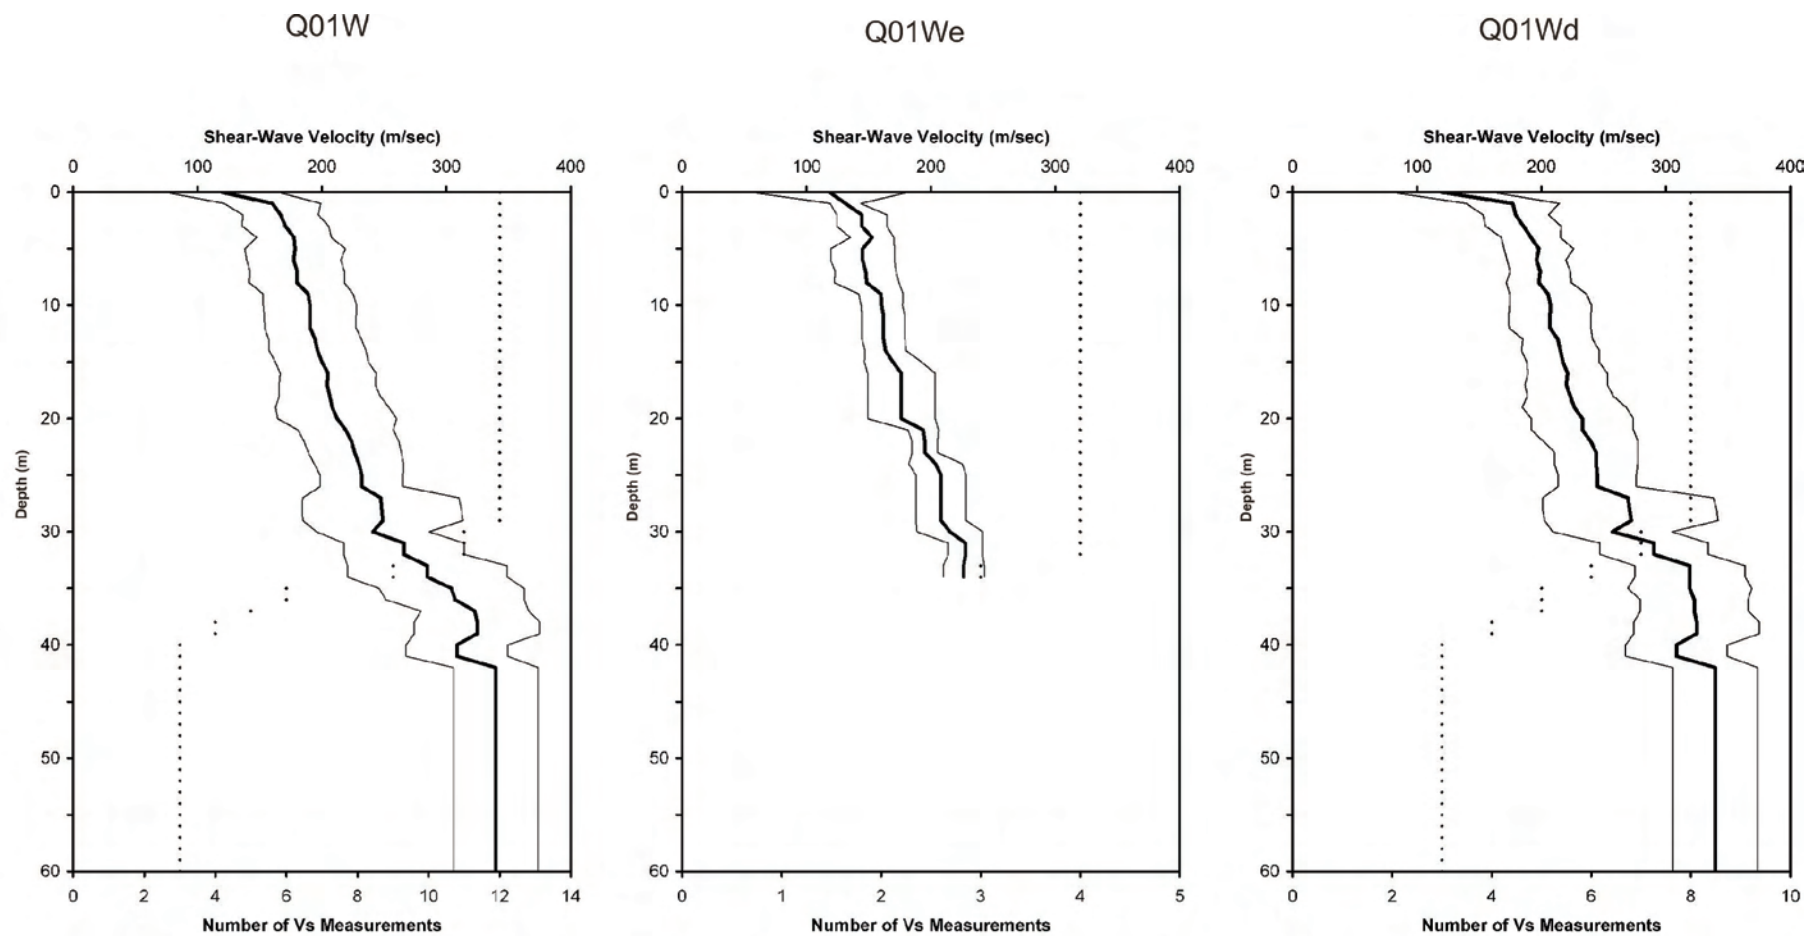 Q01W
Shear-Wave Velocity (m/sec)
0 100 200 300 400
0
10
20
30
40
50
60
Depth (m)
0 2 4 6 8 10 12 14
Number of Vs Measurements
Q01We
Shear-Wave Velocity (m/sec)
0 100 200 300 400
0
10
20
30
40
50
60
Depth (m)
0 1 2 3 4 5
Number of Vs Measurements
Q01Wd
Shear-Wave Velocity (m/sec)
0 100 200 300 400
0
10
20
30
40
50
60
Depth (m)
0 2 4 6 8 10
Number of Vs Measurements